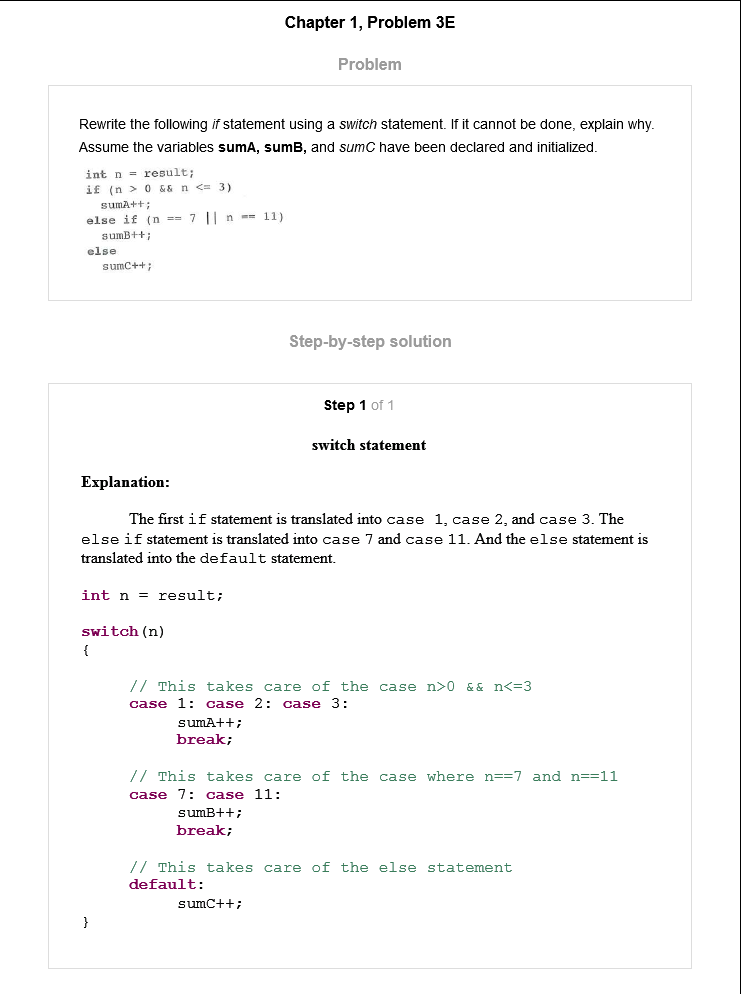 Chapter 1, Problem 3E
Problem
Rewrite the following if statement using a switch statement. If it cannot be done, explain why.
Assume the variables sumA, sumB, and sumC have been declared and initialized.
int n = result;
if (n > 0 && n <= 3)
sumA++;
else if (n == 7 || n == 11)
sumB++;
else
sumC++;
Step-by-step solution
Step 1 of 1
switch statement
Explanation:
The first if statement is translated into case 1, case 2, and case 3. The
else if statement is translated into case 7 and case 11. And the else statement is
translated into the default statement.
int n = result;
switch(n)
{
// This takes care of the case n>0 && n<=3
case 1: case 2: case 3:
sumA++;
break;
// This takes care of the case where n==7 and n==11
case 7: case 11:
sumB++;
break;
// This takes care of the else statement
default:
sumC++;
}